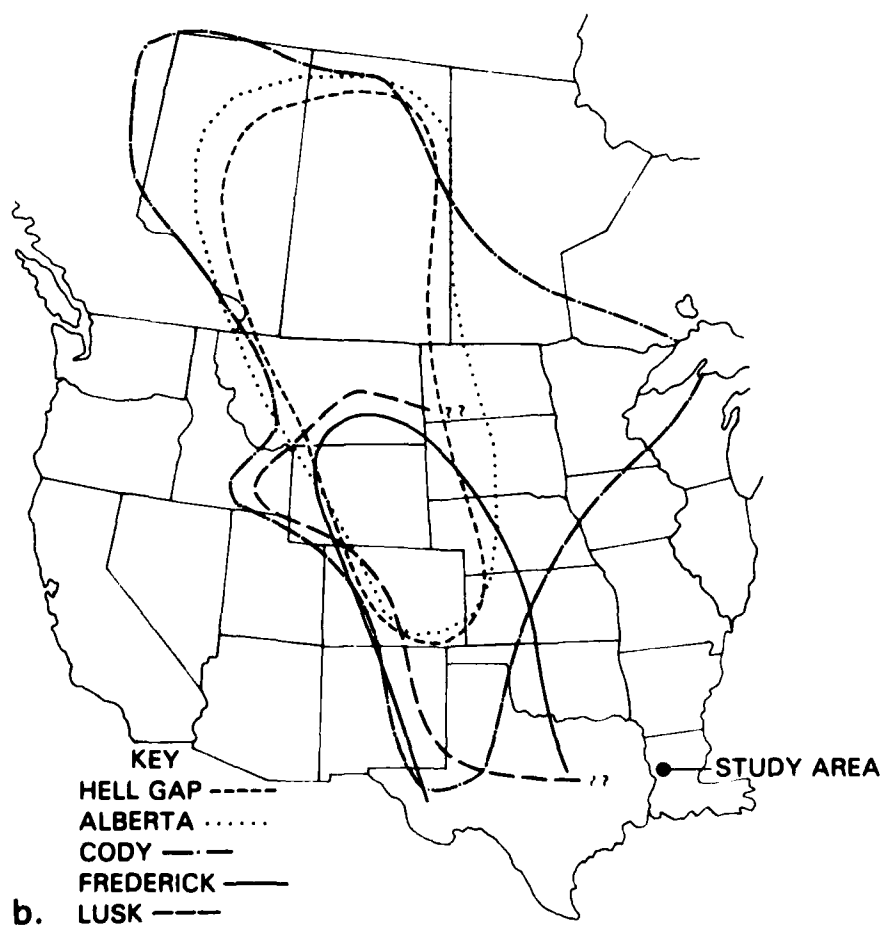 ??
??
STUDY AREA
KEY
HELL GAP
ALBERTA
CODY
FREDERICK
b. LUSK